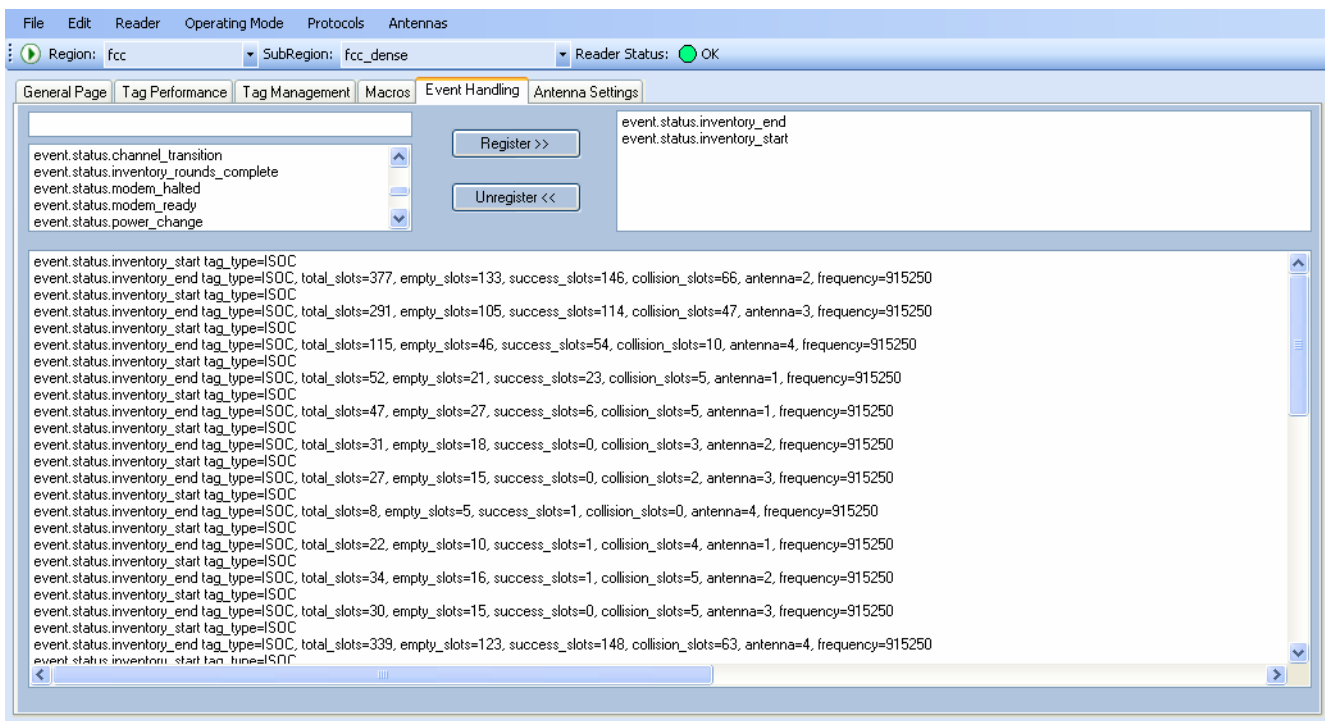 File Edit Reader Operating Mode Protocols Antennas
Region: fcc SubRegion: fcc_dense Reader Status: OK
General Page Tag Performance Tag Management Macros Event Handling Antenna Settings
event.status.channel_transition
event.status.inventory_rounds_complete
event.status.modem_halted
event.status.modem_ready
event.status.power_change
Register >>
Unregister <<
event.status.inventory_end
event.status.inventory_start
event.status.inventory_start tag_type=ISOC
event.status.inventory_end tag_type=ISOC, total_slots=377, empty_slots=133, success_slots=146, collision_slots=66, antenna=2, frequency=915250
event.status.inventory_start tag_type=ISOC
event.status.inventory_end tag_type=ISOC, total_slots=291, empty_slots=105, success_slots=114, collision_slots=47, antenna=3, frequency=915250
event.status.inventory_start tag_type=ISOC
event.status.inventory_end tag_type=ISOC, total_slots=115, empty_slots=46, success_slots=54, collision_slots=10, antenna=4, frequency=915250
event.status.inventory_start tag_type=ISOC
event.status.inventory_end tag_type=ISOC, total_slots=52, empty_slots=21, success_slots=23, collision_slots=5, antenna=1, frequency=915250
event.status.inventory_start tag_type=ISOC
event.status.inventory_end tag_type=ISOC, total_slots=47, empty_slots=27, success_slots=6, collision_slots=5, antenna=1, frequency=915250
event.status.inventory_start tag_type=ISOC
event.status.inventory_end tag_type=ISOC, total_slots=31, empty_slots=18, success_slots=0, collision_slots=3, antenna=2, frequency=915250
event.status.inventory_start tag_type=ISOC
event.status.inventory_end tag_type=ISOC, total_slots=27, empty_slots=15, success_slots=0, collision_slots=2, antenna=3, frequency=915250
event.status.inventory_start tag_type=ISOC
event.status.inventory_end tag_type=ISOC, total_slots=8, empty_slots=5, success_slots=1, collision_slots=0, antenna=4, frequency=915250
event.status.inventory_start tag_type=ISOC
event.status.inventory_end tag_type=ISOC, total_slots=22, empty_slots=10, success_slots=1, collision_slots=4, antenna=1, frequency=915250
event.status.inventory_start tag_type=ISOC
event.status.inventory_end tag_type=ISOC, total_slots=34, empty_slots=16, success_slots=1, collision_slots=5, antenna=2, frequency=915250
event.status.inventory_start tag_type=ISOC
event.status.inventory_end tag_type=ISOC, total_slots=30, empty_slots=15, success_slots=0, collision_slots=5, antenna=3, frequency=915250
event.status.inventory_start tag_type=ISOC
event.status.inventory_end tag_type=ISOC, total_slots=339, empty_slots=123, success_slots=148, collision_slots=63, antenna=4, frequency=915250
event.status.inventory_start tag_type=ISOC